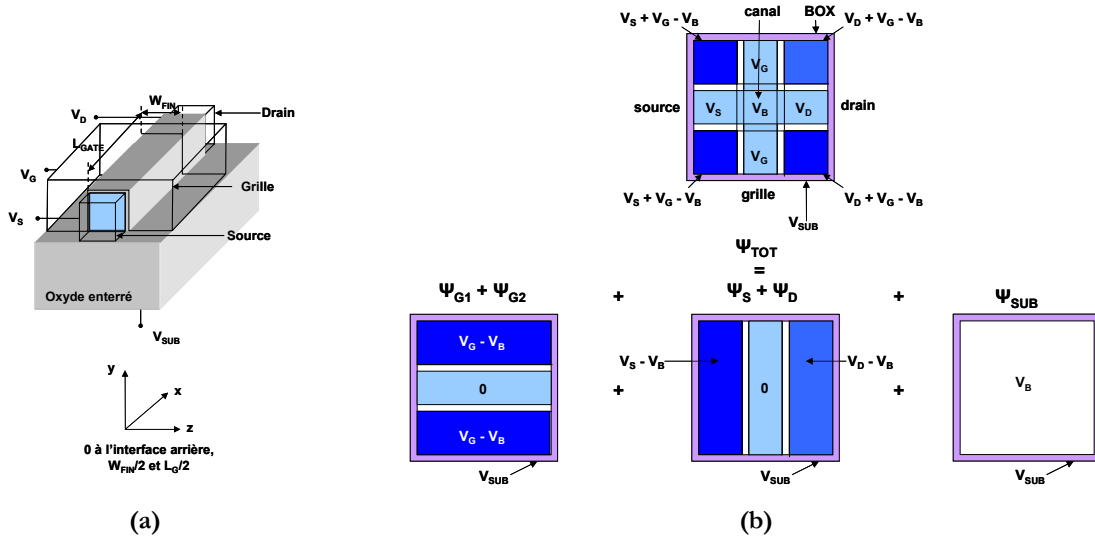 W_FIN
V_D
Drain
L_GATE
V_G
Grille
V_S
Source
Oxyde enterré
V_SUB
y
x
z
0 à l'interface arrière,
W_FIN/2 et L_G/2
(a)
canal
BOX
V_S + V_G - V_B
V_D + V_G - V_B
V_G
source
V_S
V_B
V_D
drain
V_G
V_S + V_G - V_B
grille
V_D + V_G - V_B
V_SUB
Ψ_TOT
=
Ψ_G1 + Ψ_G2
+
Ψ_S + Ψ_D
+
Ψ_SUB
V_G - V_B
0
V_G - V_B
V_SUB
+
V_S - V_B
0
V_D - V_B
V_SUB
+
V_B
V_SUB
(b)